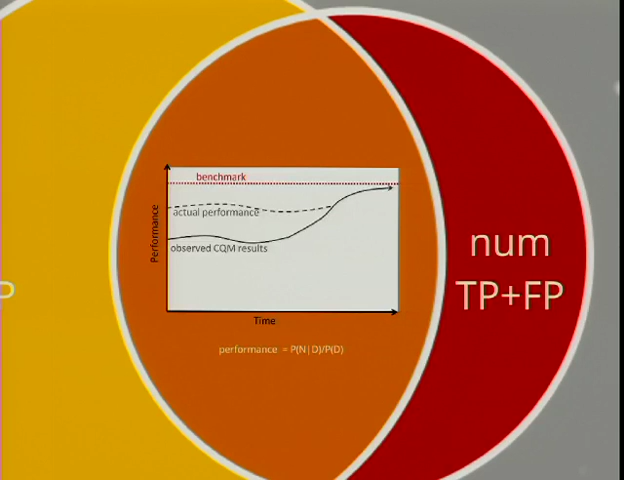 benchmark
actual performance
observed CQM results
Performance
Time
performance = P(N|D)/P(D)
num
TP+FP
P